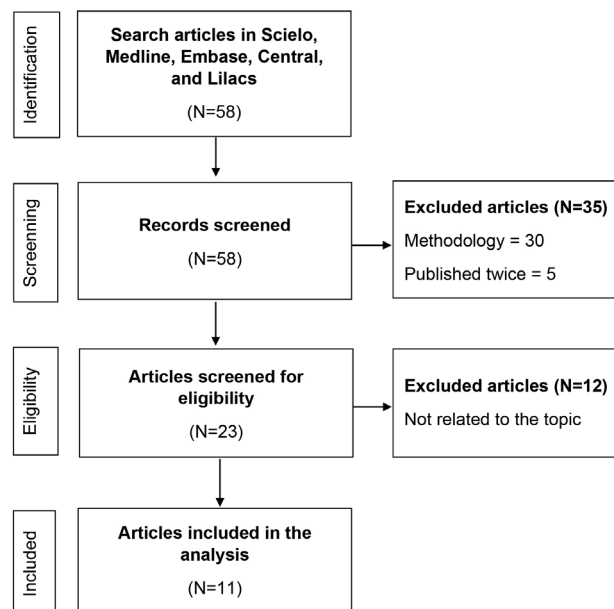 Identification
Search articles in Scielo,
Medline, Embase, Central,
and Lilacs
(N=58)
Screenning
Records screened
(N=58)
Excluded articles (N=35)
Methodology = 30
Published twice = 5
Eligibility
Articles screened for
eligibility
(N=23)
Excluded articles (N=12)
Not related to the topic
Included
Articles included in the
analysis
(N=11)